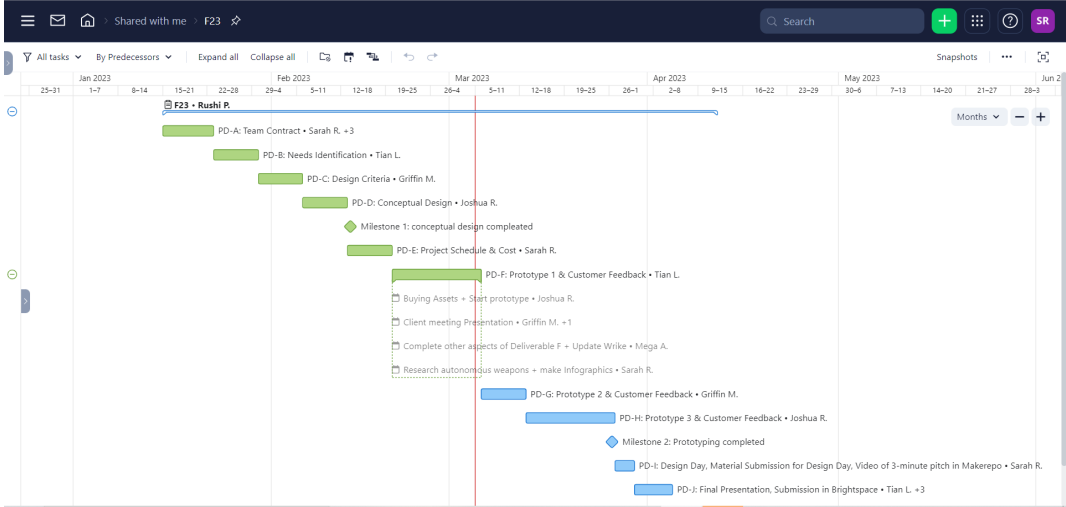 Shared with me
F23
Search
SR
All tasks
By Predecessors
Expand all
Collapse all
Snapshots
Jan 2023
Feb 2023
Mar 2023
Apr 2023
May 2023
25–31 1–7 8–14 15–21 22–28 29–4 5–11 12–18 19–25 26–4 5–11 12–18 19–25 26–1 2–8 9–15 16–22 23–29 30–6 7–13 14–20 21–27 28–3
F23 • Rushi P.
Months
PD-A: Team Contract • Sarah R. +3
PD-B: Needs Identification • Tian L.
PD-C: Design Criteria • Griffin M.
PD-D: Conceptual Design • Joshua R.
Milestone 1: conceptual design compleated
PD-E: Project Schedule & Cost • Sarah R.
PD-F: Prototype 1 & Customer Feedback • Tian L.
Buying Assets + Start prototype • Joshua R.
Client meeting Presentation • Griffin M. +1
Complete other aspects of Deliverable F + Update Wrike • Mega A.
Research autonomous weapons + make Infographics • Sarah R.
PD-G: Prototype 2 & Customer Feedback • Griffin M.
PD-H: Prototype 3 & Customer Feedback • Joshua R.
Milestone 2: Prototyping completed
PD-I: Design Day, Material Submission for Design Day, Video of 3-minute pitch in Makerepo • Sarah R.
PD-J: Final Presentation, Submission in Brightspace • Tian L. +3